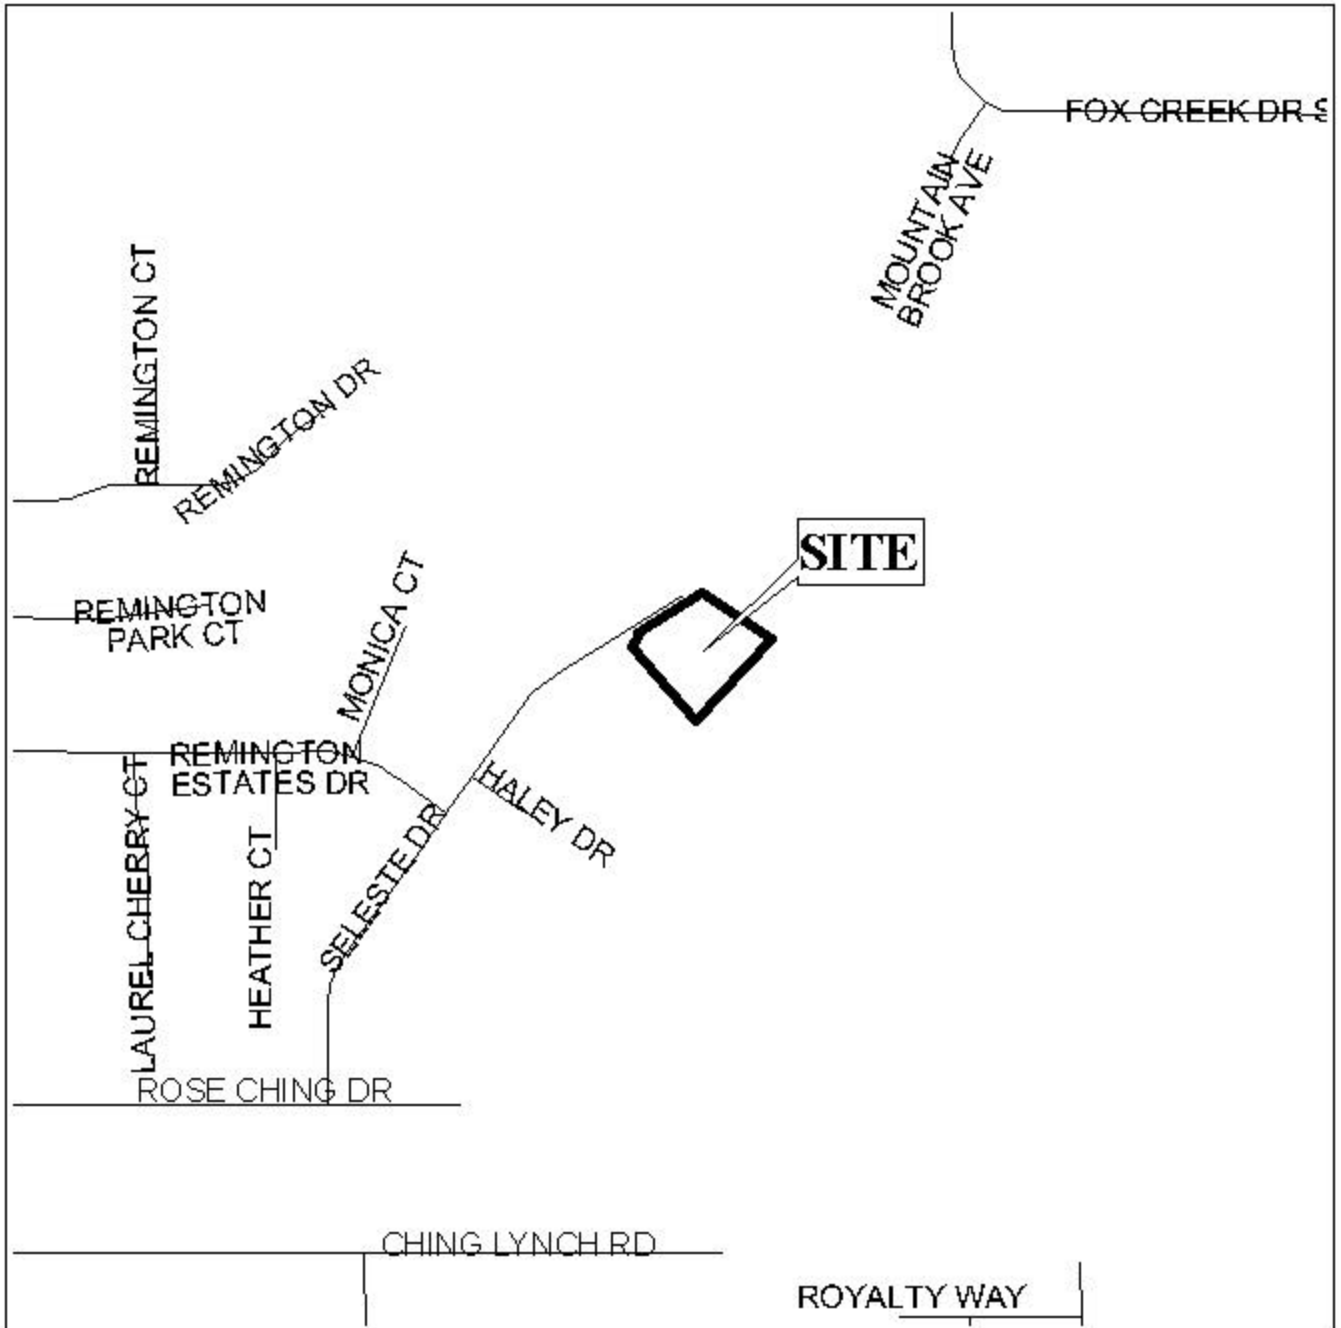 FOX CREEK DR S
MOUNTAIN
BROOK AVE
REMINGTON CT
REMINGTON DR
SITE
REMINGTON
PARK CT
MONICA CT
REMINGTON
ESTATES DR
HALEY DR
SELESTE DR
LAUREL CHERRY CT
HEATHER CT
ROSE CHING DR
CHING LYNCH RD
ROYALTY WAY